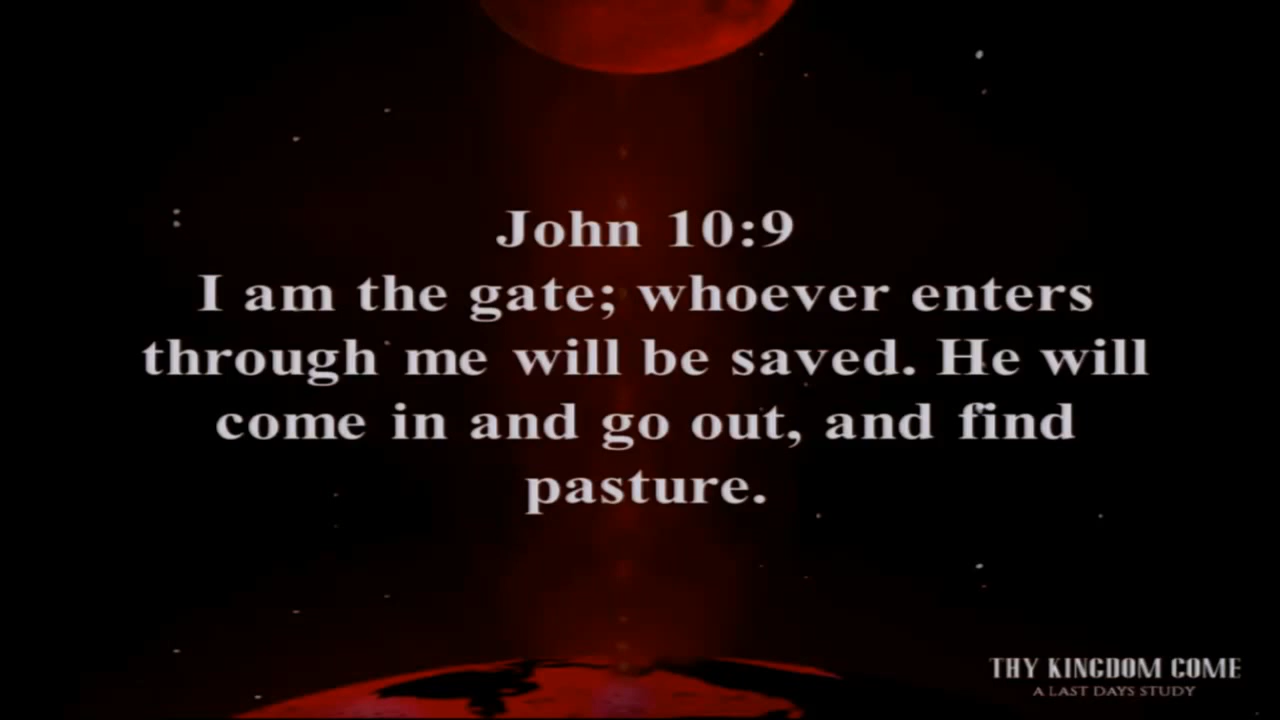 John 10:9
I am the gate; whoever enters
through me will be saved. He will
come in and go out, and find
pasture.
THY KINGDOM COME
A LAST DAYS STUDY